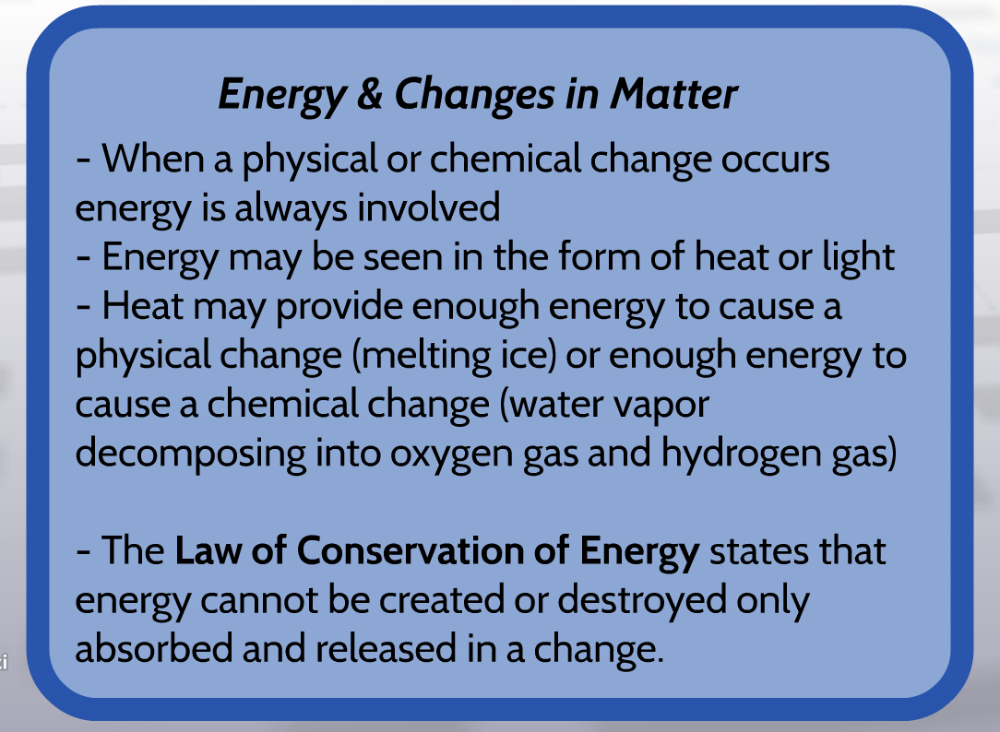 Energy & Changes in Matter
- When a physical or chemical change occurs
energy is always involved
- Energy may be seen in the form of heat or light
- Heat may provide enough energy to cause a
physical change (melting ice) or enough energy to
cause a chemical change (water vapor
decomposing into oxygen gas and hydrogen gas)
- The Law of Conservation of Energy states that
energy cannot be created or destroyed only
absorbed and released in a change.